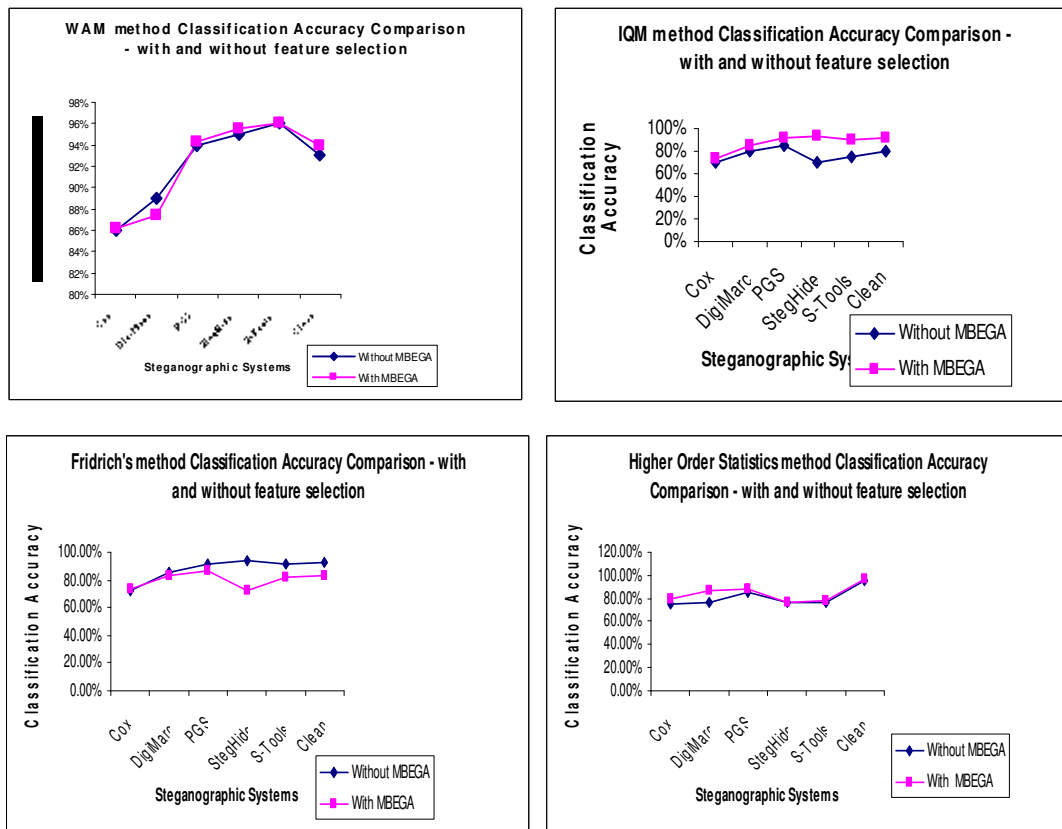 WAM method Classification Accuracy Comparison
- with and without feature selection
98%
96%
94%
92%
90%
88%
86%
84%
82%
80%
Steganographic Systems
Without MBEGA
With MBEGA
IQM method Classification Accuracy Comparison -
with and without feature selection
Classification
Accuracy
100%
80%
60%
40%
20%
0%
Cox
DigiMarc
PGS
StegHide
S-Tools
Clean
Steganographic
Without MBEGA
With MBEGA
Fridrich's method Classification Accuracy Comparison - with
and without feature selection
Classification Accuracy
100.00%
80.00%
60.00%
40.00%
20.00%
0.00%
Cox
DigiMarc
PGS
StegHide
S-Tools
Clean
Steganographic Systems
Without MBEGA
With MBEGA
Higher Order Statistics method Classification Accuracy
Comparison - with and without feature selection
Classification Accuracy
120.00%
100.00%
80.00%
60.00%
40.00%
20.00%
0.00%
Cox
DigiMarc
PGS
StegHide
S-Tools
Clean
Steganographic Systems
Without MBEGA
With MBEGA